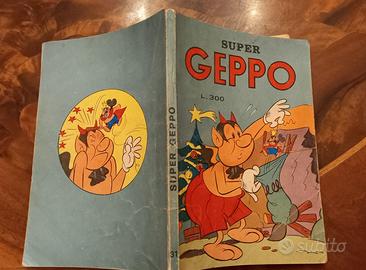 SUPER
GEPPO
L. 300
SUPER GEPPO
31
subito